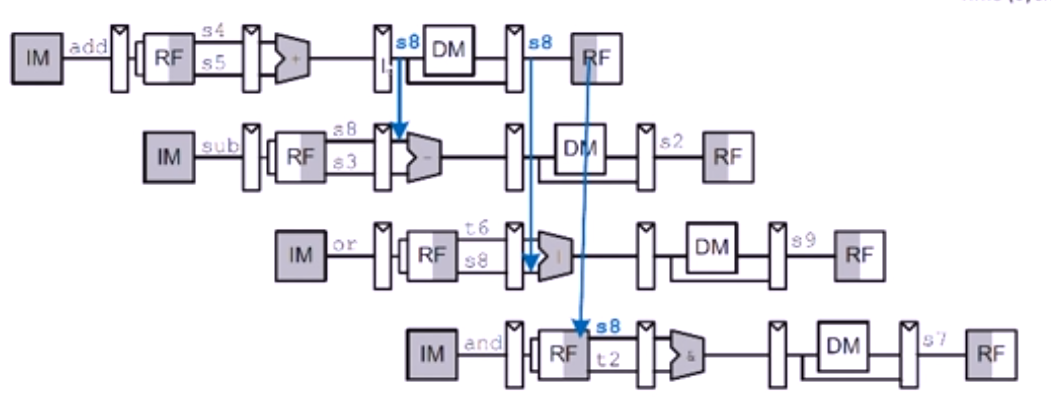 IM add RF s4 s5 + s8 DM s8 RF
IM sub RF s8 s3 - DM s2 RF
IM or RF t6 s8 | DM s9 RF
IM and RF s8 t2 & DM s7 RF